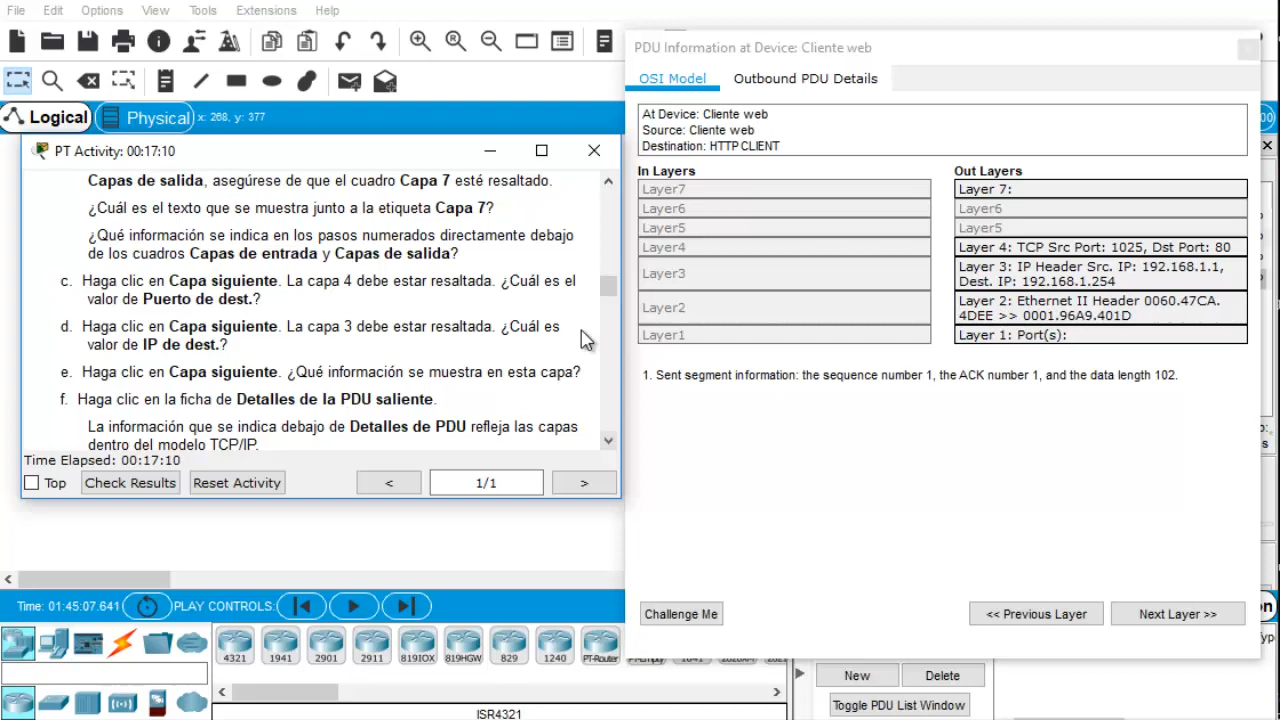 File Edit Options View Tools Extensions Help
Logical Physical x: 268, y: 377
PT Activity: 00:17:10
Capas de salida, asegúrese de que el cuadro Capa 7 esté resaltado.
¿Cuál es el texto que se muestra junto a la etiqueta Capa 7?
¿Qué información se indica en los pasos numerados directamente debajo
de los cuadros Capas de entrada y Capas de salida?
c. Haga clic en Capa siguiente. La capa 4 debe estar resaltada. ¿Cuál es el
valor de Puerto de dest.?
d. Haga clic en Capa siguiente. La capa 3 debe estar resaltada. ¿Cuál es
valor de IP de dest.?
e. Haga clic en Capa siguiente. ¿Qué información se muestra en esta capa?
f. Haga clic en la ficha de Detalles de la PDU saliente.
La información que se indica debajo de Detalles de PDU refleja las capas
dentro del modelo TCP/IP.
Time Elapsed: 00:17:10
Top Check Results Reset Activity < 1/1 >
PDU Information at Device: Cliente web
OSI Model Outbound PDU Details
At Device: Cliente web
Source: Cliente web
Destination: HTTP CLIENT
In Layers
Layer7
Layer6
Layer5
Layer4
Layer3
Layer2
Layer1
Out Layers
Layer 7:
Layer6
Layer5
Layer 4: TCP Src Port: 1025, Dst Port: 80
Layer 3: IP Header Src. IP: 192.168.1.1,
Dest. IP: 192.168.1.254
Layer 2: Ethernet II Header 0060.47CA.
4DEE >> 0001.96A9.401D
Layer 1: Port(s):
1. Sent segment information: the sequence number 1, the ACK number 1, and the data length 102.
Challenge Me << Previous Layer Next Layer >>
Time: 01:45:07.641 PLAY CONTROLS:
4321 1941 2901 2911 819IOX 819HGW 829 1240 PT-Router
ISR4321
New Delete
Toggle PDU List Window